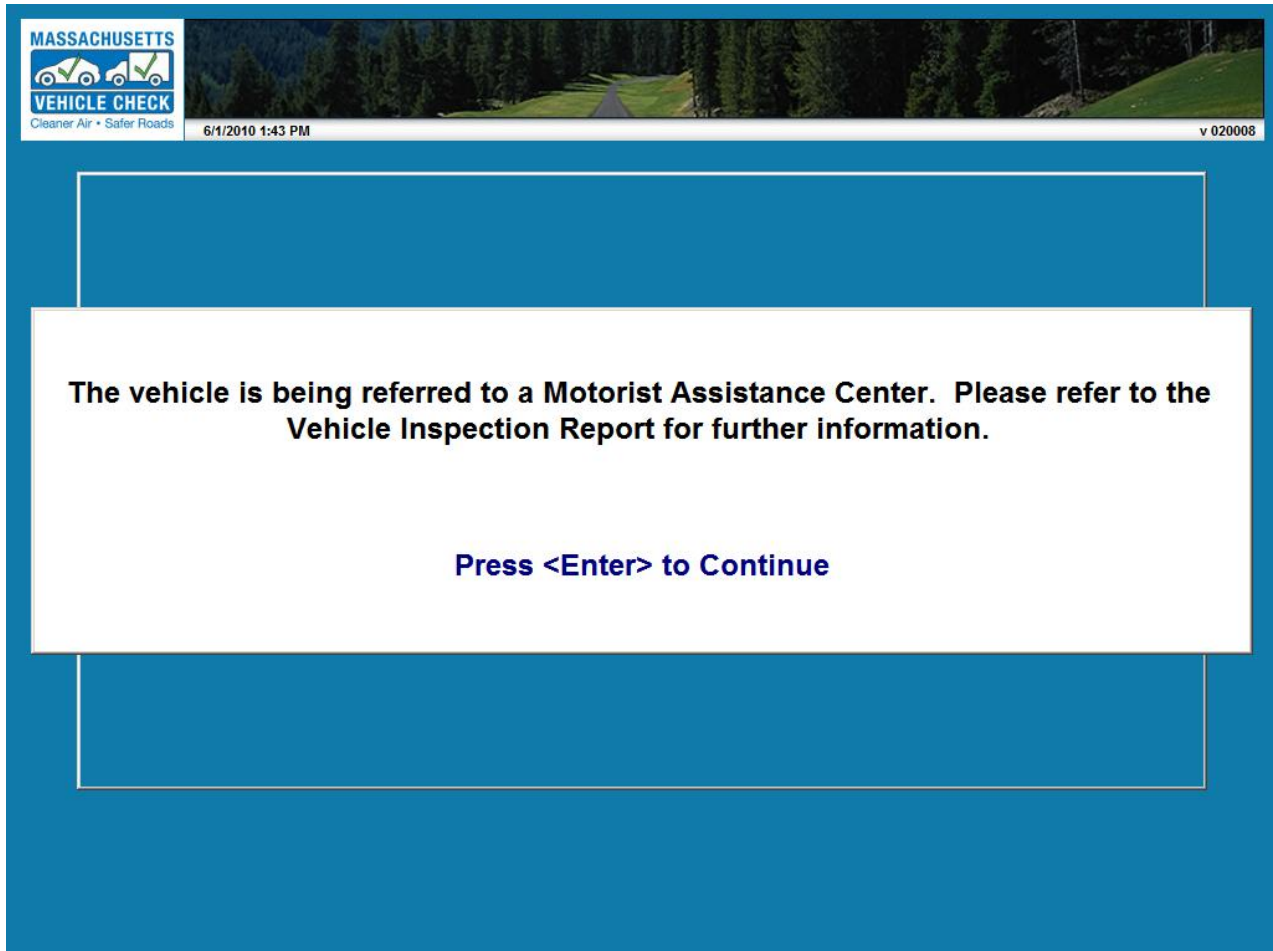 MASSACHUSETTS
VEHICLE CHECK
Cleaner Air • Safer Roads
6/1/2010 1:43 PM
v 020008
The vehicle is being referred to a Motorist Assistance Center.  Please refer to the
Vehicle Inspection Report for further information.
Press <Enter> to Continue